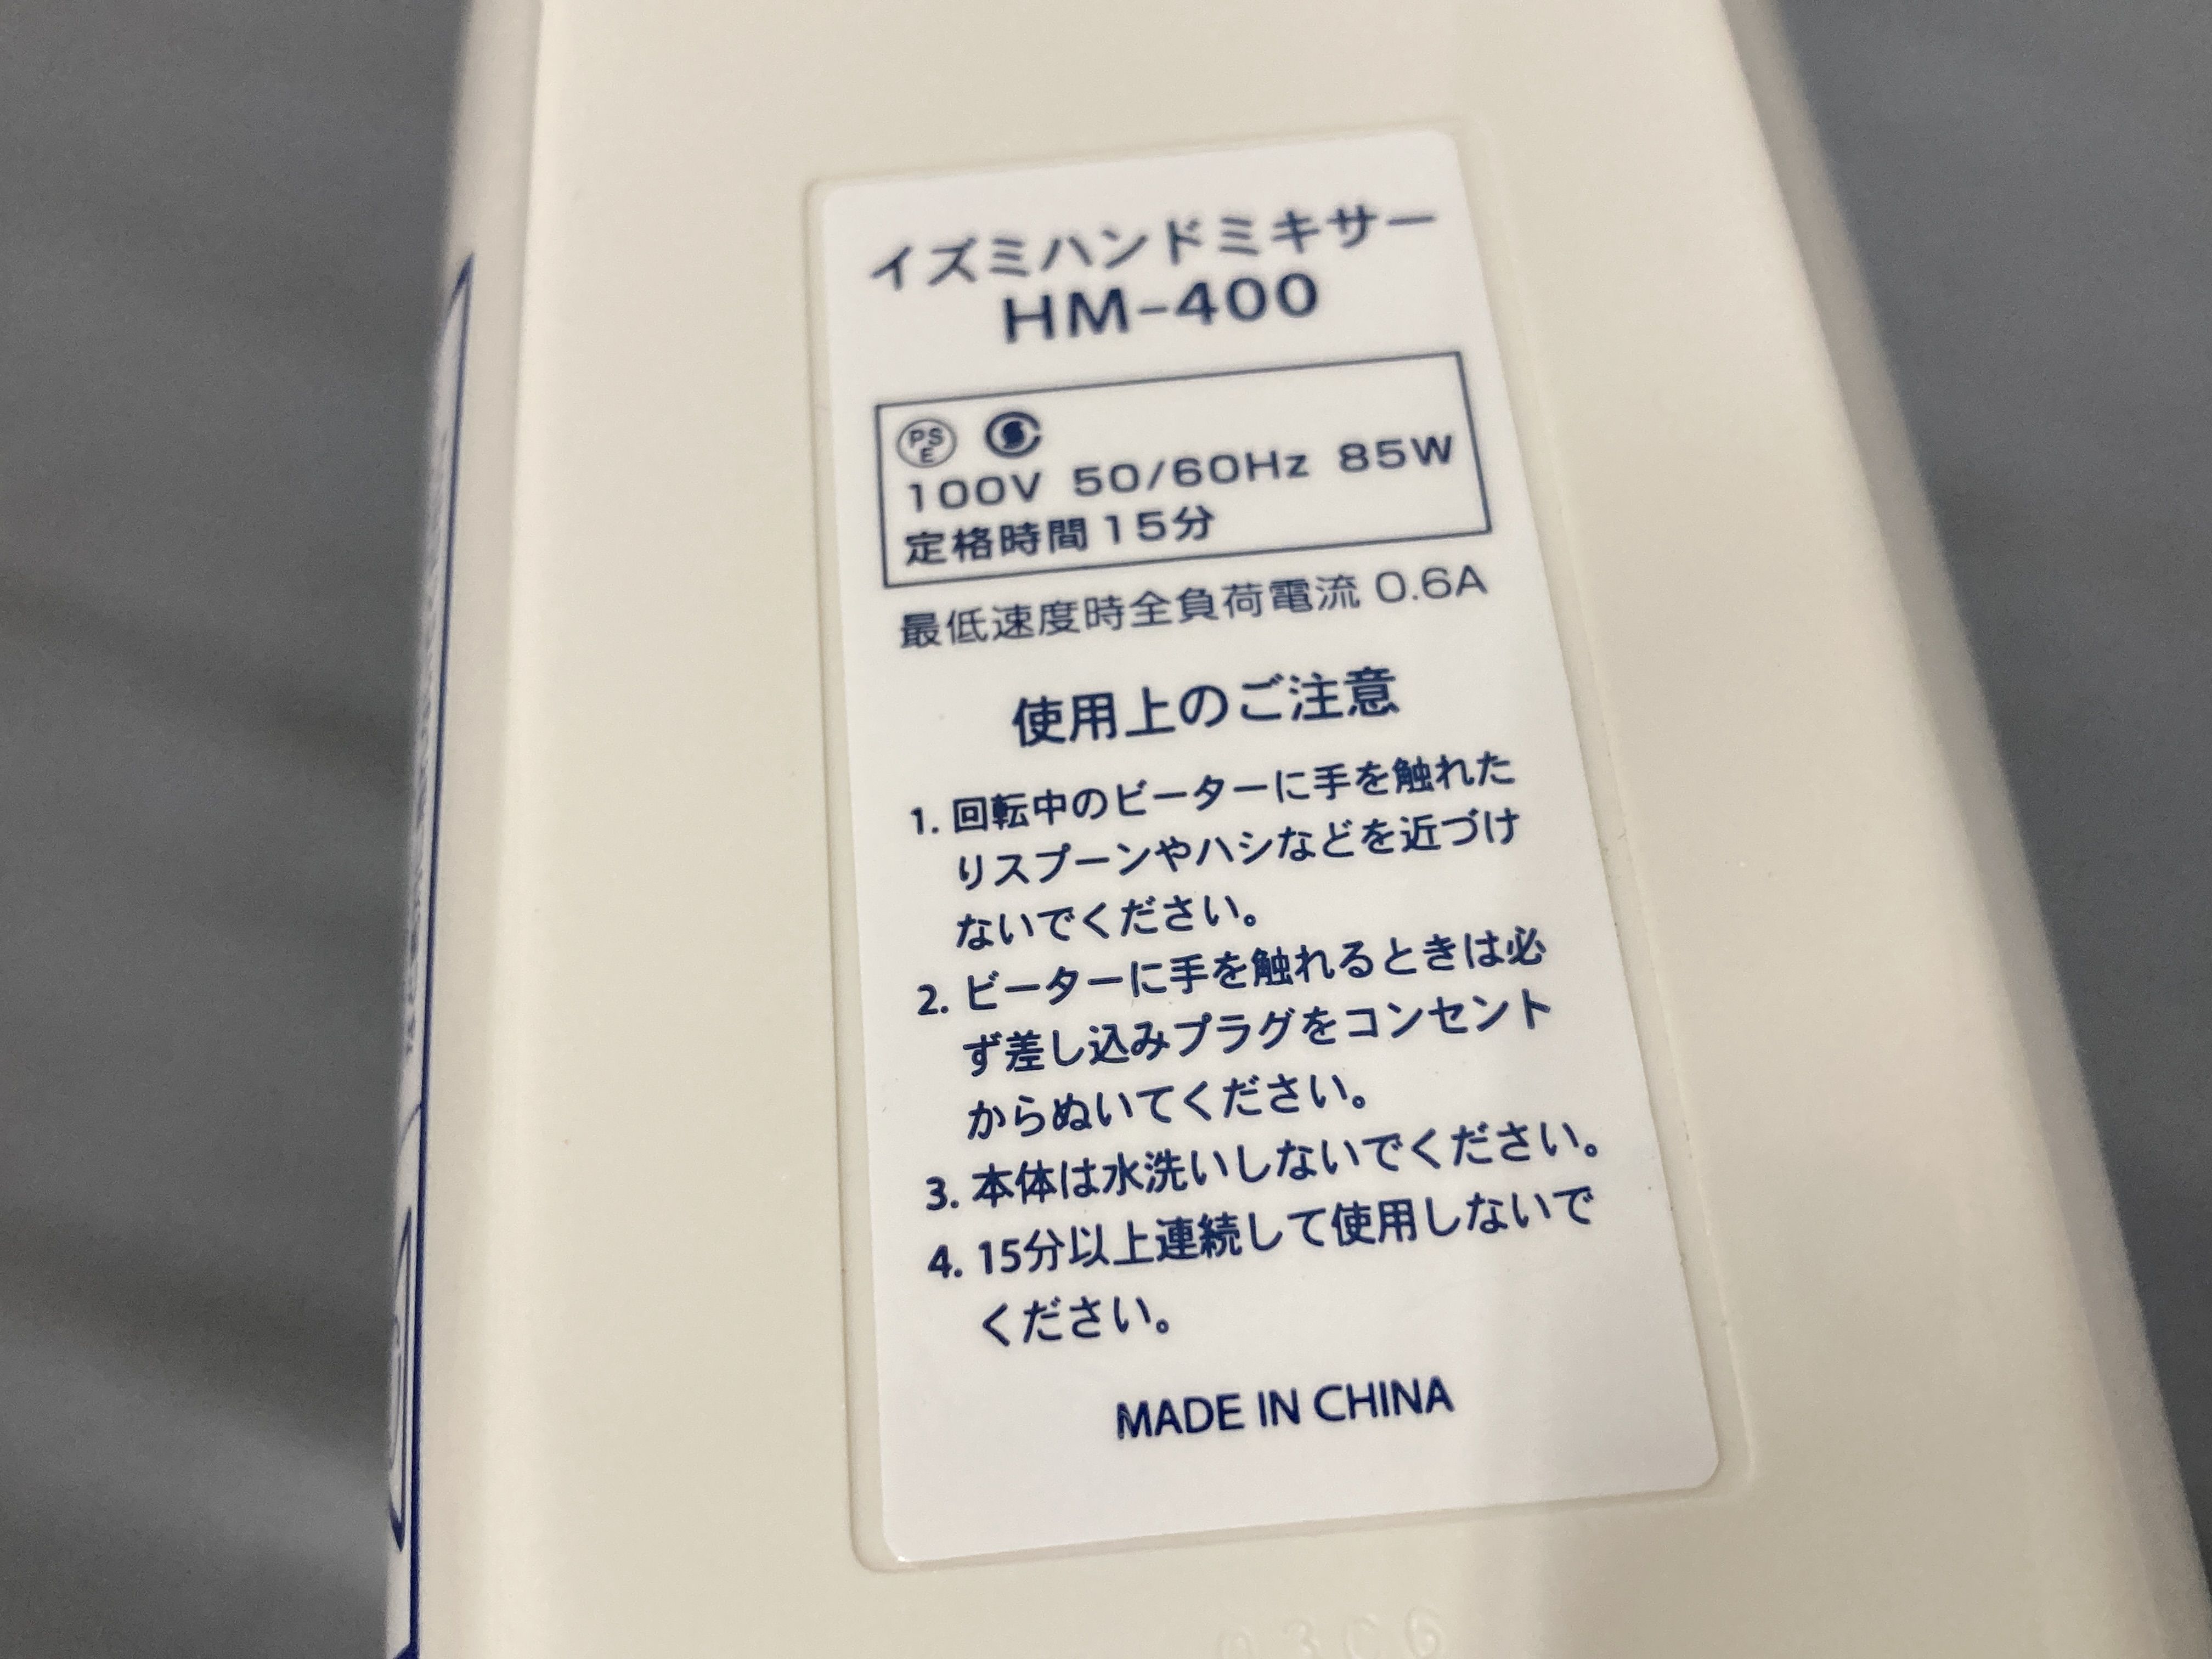 イズミハンドミキサー
HM-400
PS
E
100V 50/60Hz 85W
定格時間15分
最低速度時全負荷電流 0.6A
使用上のご注意
1. 回転中のビーターに手を触れた
りスプーンやハシなどを近づけ
ないでください。
2. ビーターに手を触れるときは必
ず差し込みプラグをコンセント
からぬいてください。
3. 本体は水洗いしないでください。
4. 15分以上連続して使用しないで
ください。
MADE IN CHINA